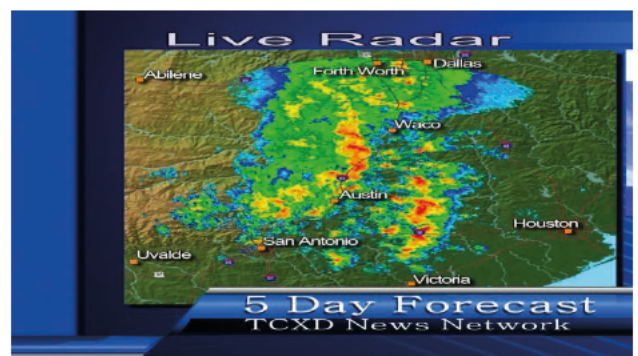 Live Radar
Abilene
Forth Worth
Dallas
Waco
Austin
San Antonio
Houston
Uvalde
Victoria
5 Day Forecast
TCXD News Network